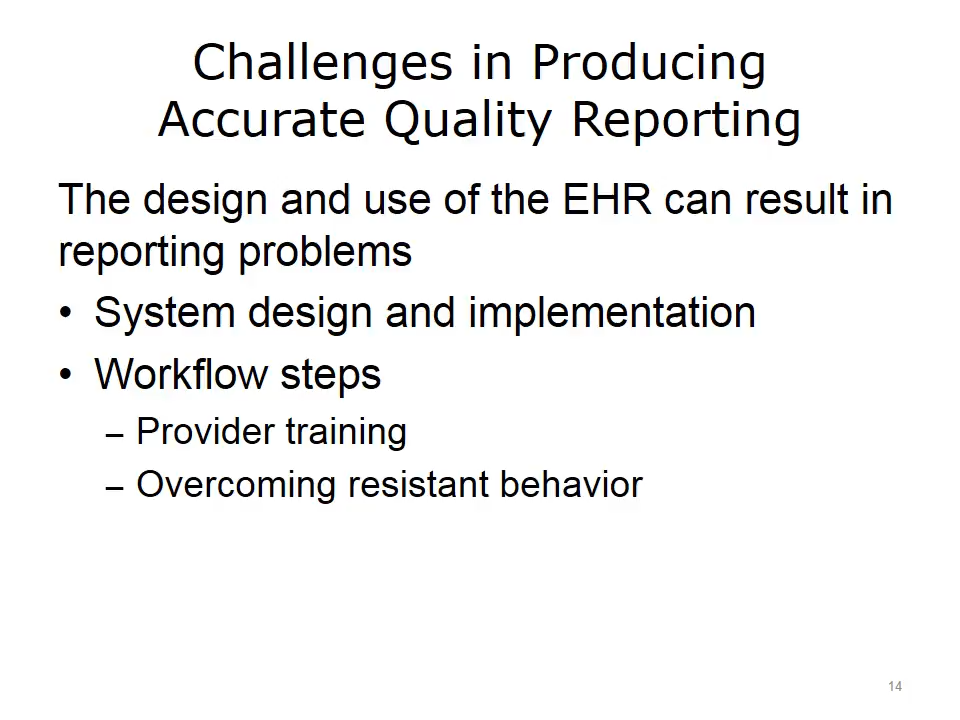 Challenges in Producing
Accurate Quality Reporting
The design and use of the EHR can result in
reporting problems
• System design and implementation
• Workflow steps
– Provider training
– Overcoming resistant behavior
14